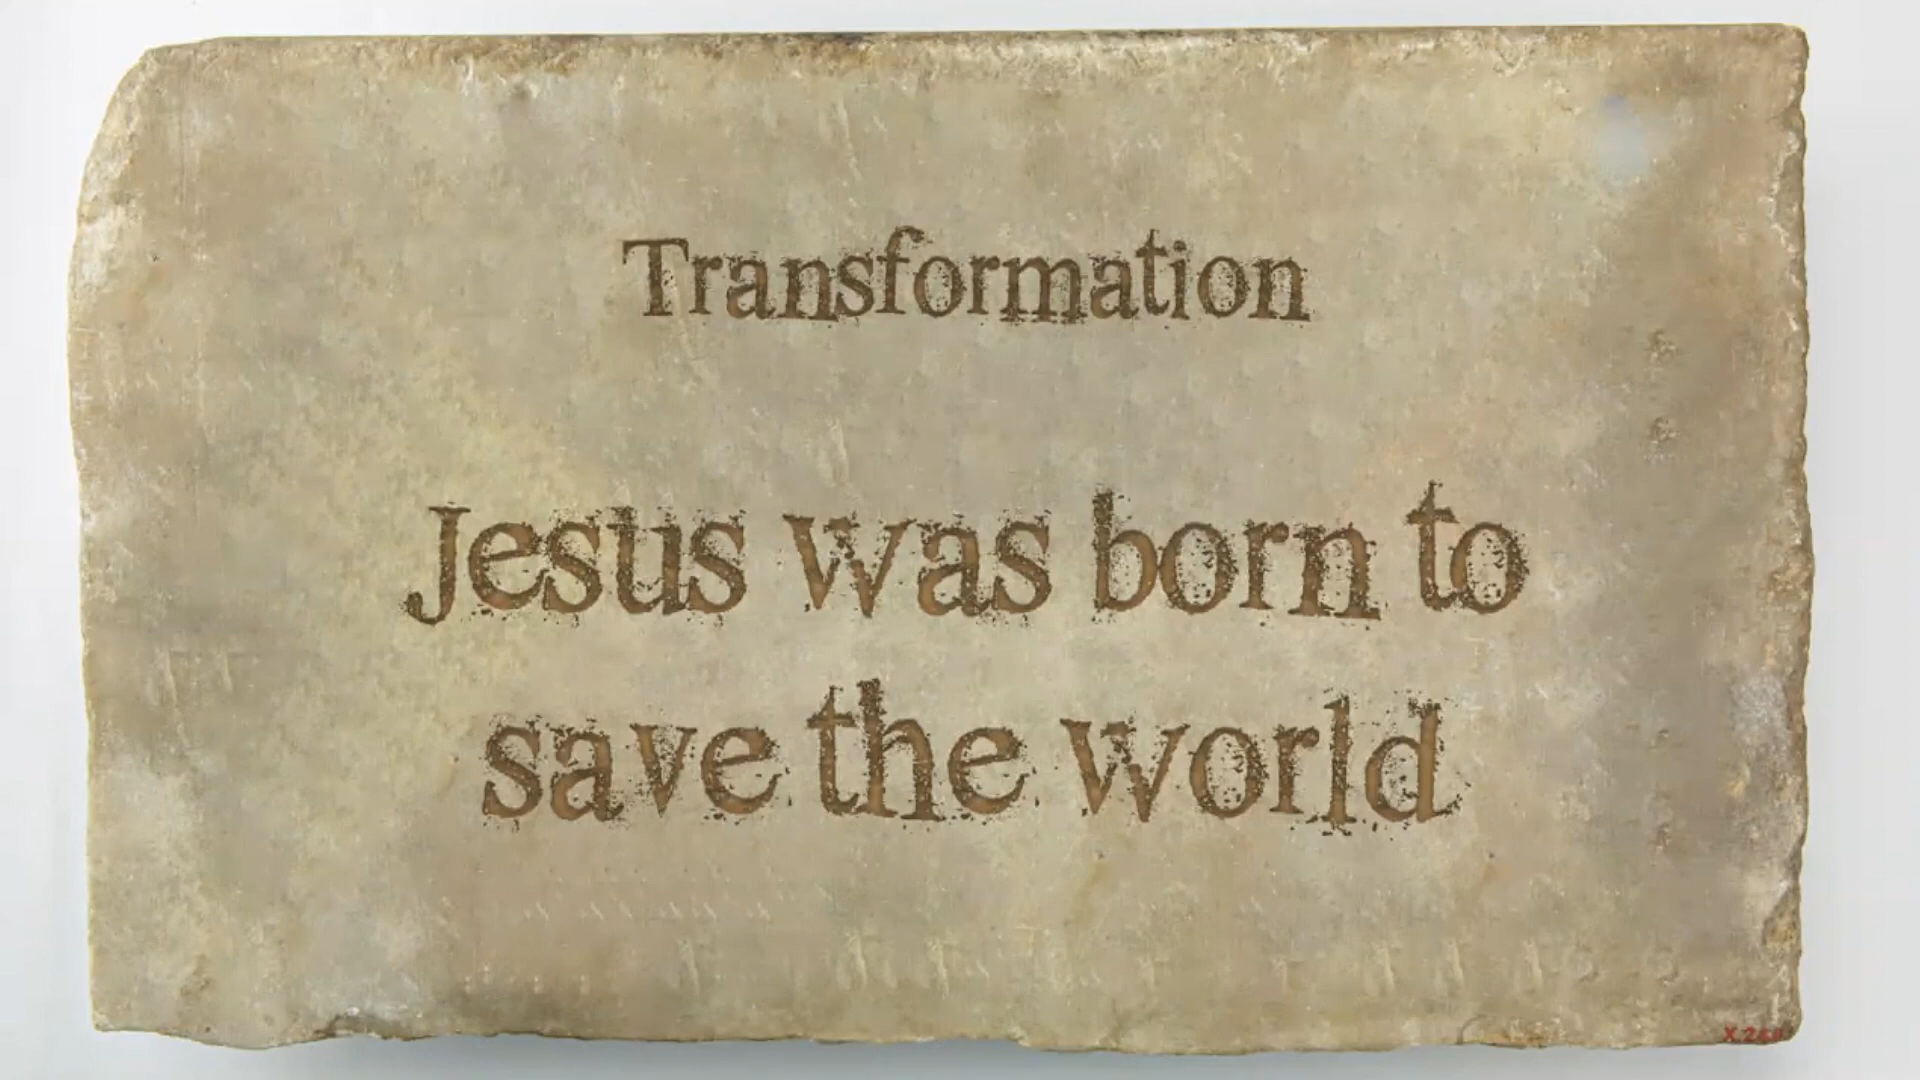 Transformation
Jesus was born to
save the world